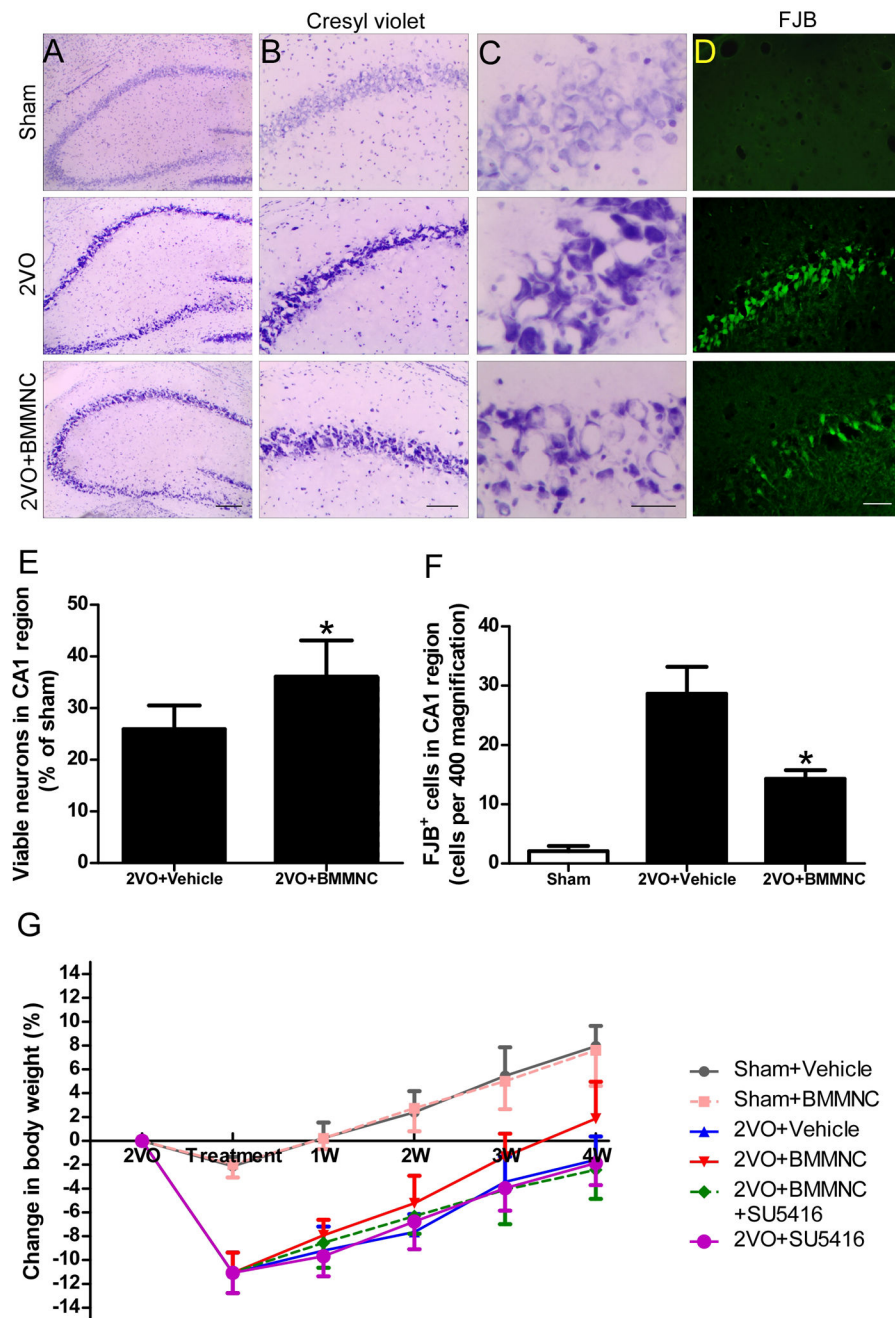 Cresyl violet
FJB
A
B
C
D
Sham
2VO
2VO+BMMNC
E
Viable neurons in CA1 region
(% of sham)
50
40
30
20
10
0
*
2VO+Vehicle
2VO+BMMNC
F
FJB+ cells in CA1 region
(cells per 400 magnification)
40
30
20
10
0
*
Sham
2VO+Vehicle
2VO+BMMNC
G
Change in body weight (%)
14
12
10
8
6
4
2
0
-2
-4
-6
-8
-10
-12
-14
2VO
Treatment
1W
2W
3W
4W
Sham+Vehicle
Sham+BMMNC
2VO+Vehicle
2VO+BMMNC
2VO+BMMNC
+SU5416
2VO+SU5416